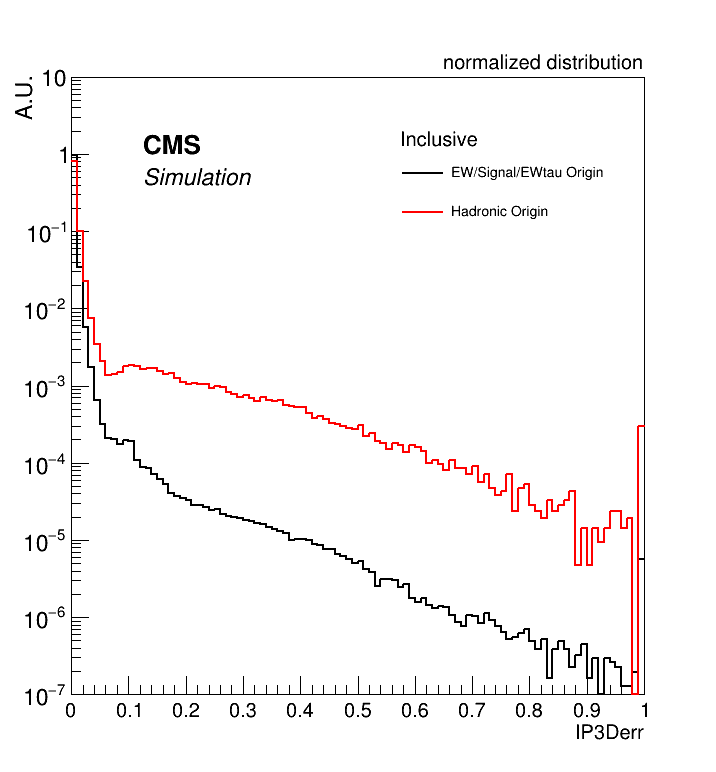 normalized distribution
A.U.
10
1
10⁻¹
10⁻²
10⁻³
10⁻⁴
10⁻⁵
10⁻⁶
10⁻⁷
CMS
Simulation
Inclusive
EW/Signal/EWtau Origin
Hadronic Origin
0 0.1 0.2 0.3 0.4 0.5 0.6 0.7 0.8 0.9 1
IP3Derr